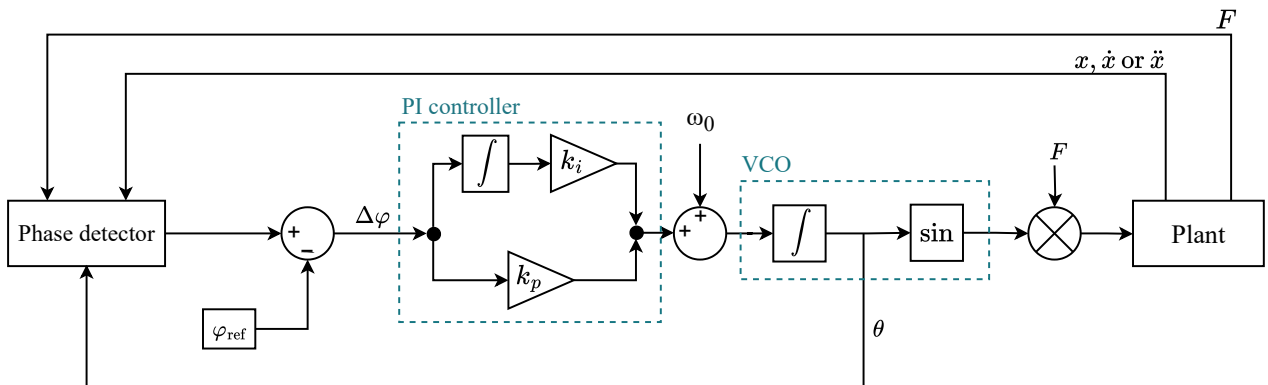 F
x, ẋ or ẍ
PI controller
ω₀
∫
kᵢ
VCO
F
Phase detector
+
−
Δφ
+
+
∫
sin
Plant
kₚ
φref
θ